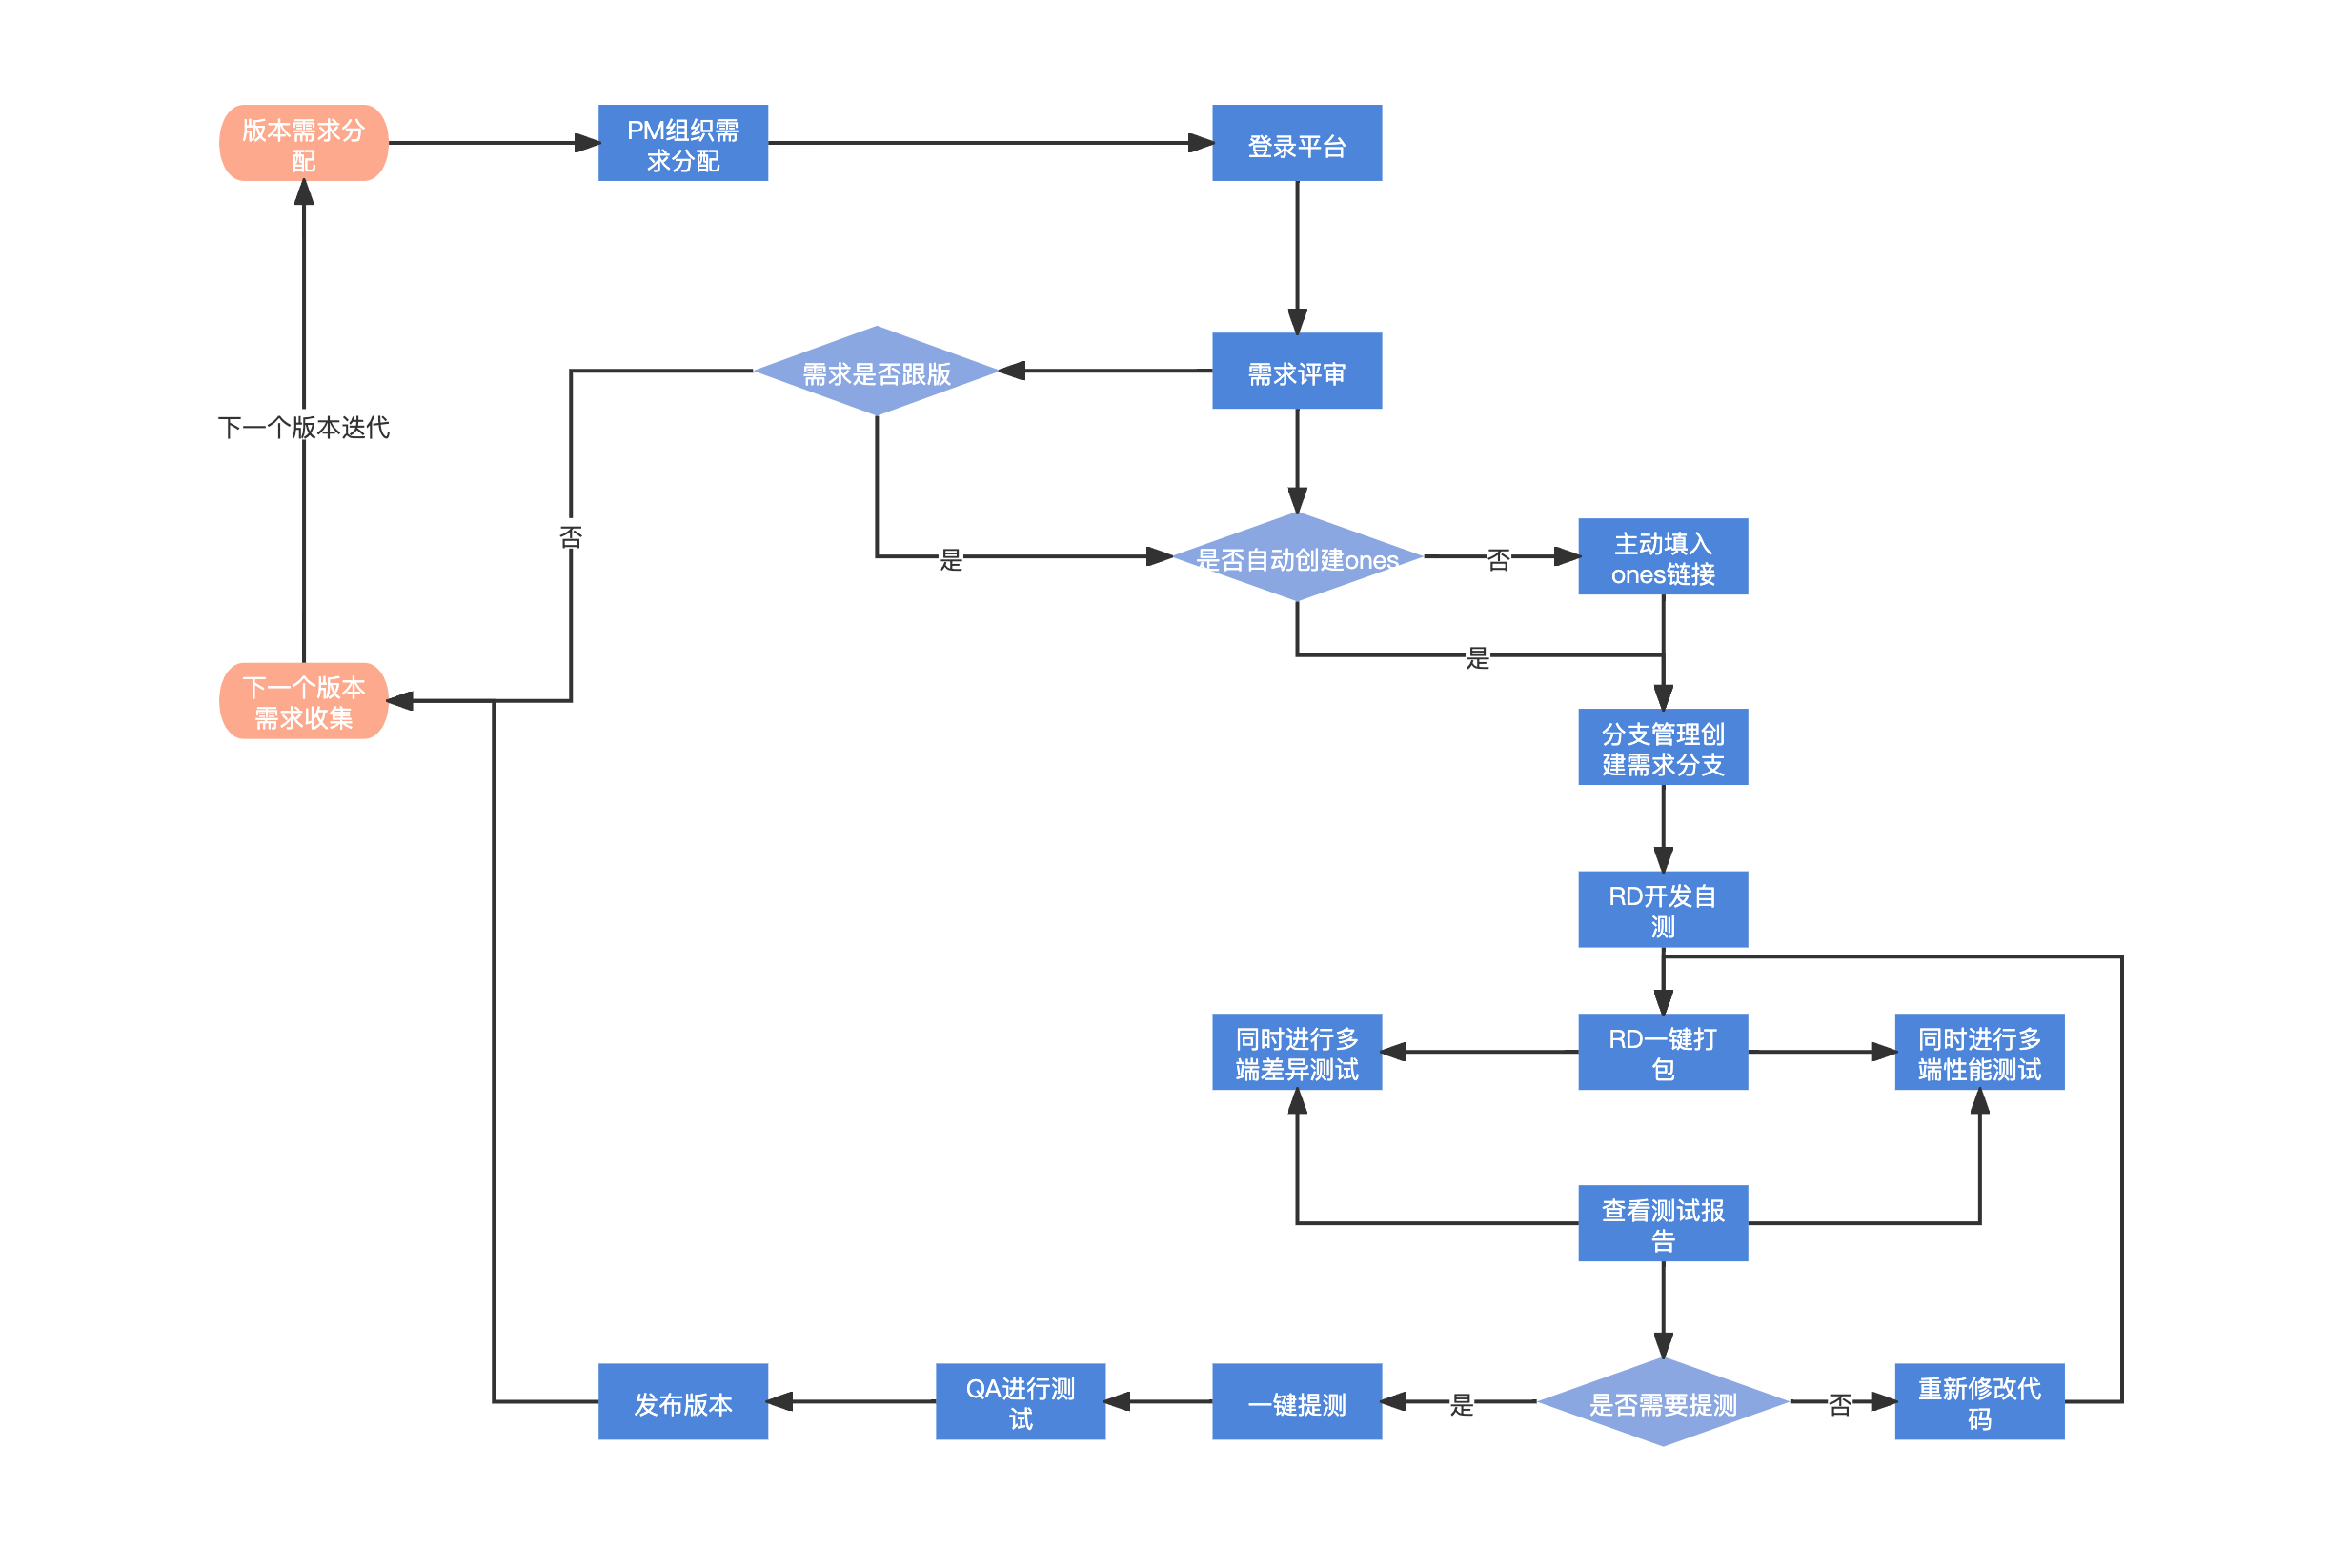 版本需求分
配
PM组织需
求分配
登录平台
需求是否跟版
需求评审
下一个版本迭代
否
是
是否自动创建ones
否
主动填入
ones链接
是
下一个版本
需求收集
分支管理创
建需求分支
RD开发自
测
同时进行多
端差异测试
RD一键打
包
同时进行多
端性能测试
查看测试报
告
发布版本
QA进行测
试
一键提测
是
是否需要提测
否
重新修改代
码